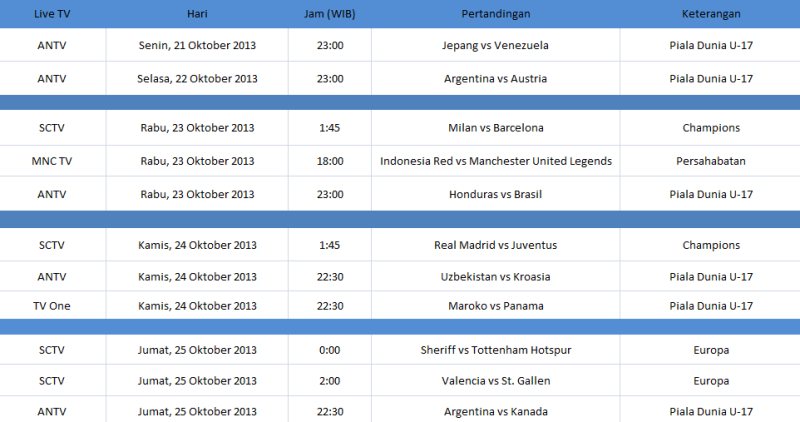 Live TV Hari Jam (WIB) Pertandingan Keterangan
ANTV Senin, 21 Oktober 2013 23:00 Jepang vs Venezuela Piala Dunia U-17
ANTV Selasa, 22 Oktober 2013 23:00 Argentina vs Austria Piala Dunia U-17
SCTV Rabu, 23 Oktober 2013 1:45 Milan vs Barcelona Champions
MNC TV Rabu, 23 Oktober 2013 18:00 Indonesia Red vs Manchester United Legends Persahabatan
ANTV Rabu, 23 Oktober 2013 23:00 Honduras vs Brasil Piala Dunia U-17
SCTV Kamis, 24 Oktober 2013 1:45 Real Madrid vs Juventus Champions
ANTV Kamis, 24 Oktober 2013 22:30 Uzbekistan vs Kroasia Piala Dunia U-17
TV One Kamis, 24 Oktober 2013 22:30 Maroko vs Panama Piala Dunia U-17
SCTV Jumat, 25 Oktober 2013 0:00 Sheriff vs Tottenham Hotspur Europa
SCTV Jumat, 25 Oktober 2013 2:00 Valencia vs St. Gallen Europa
ANTV Jumat, 25 Oktober 2013 22:30 Argentina vs Kanada Piala Dunia U-17